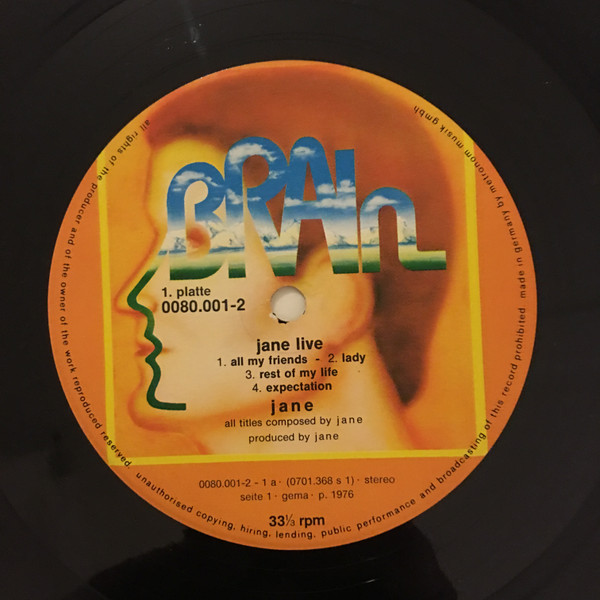 BRAIN
1. platte
0080.001-2
jane live
1. all my friends - 2. lady
3. rest of my life
4. expectation
jane
all titles composed by jane
produced by jane
0080.001-2 - 1 a · (0701.368 s 1) · stereo
seite 1 · gema · p. 1976
33⅓ rpm
all rights of the producer and of the owner of the work reproduced reserved. unauthorised copying, hiring, lending, public performance and broadcasting of this record prohibited. made in germany by metronom musik gmbh